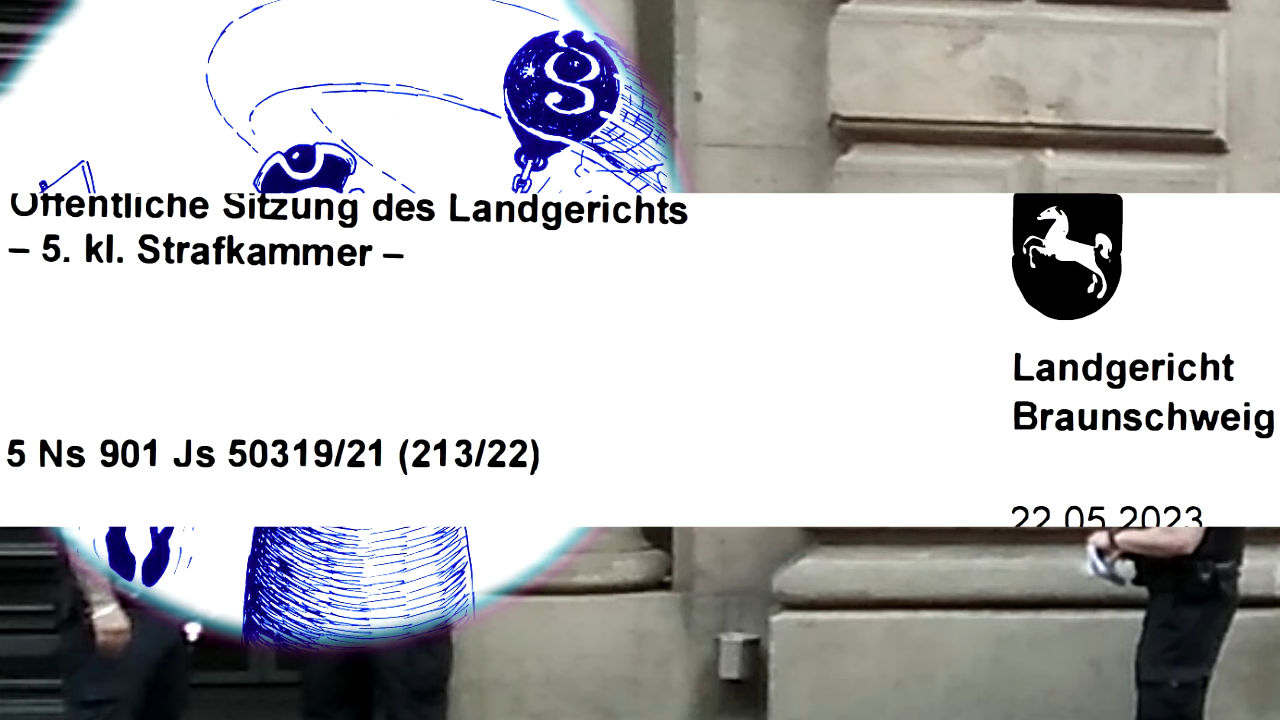 §
Öffentliche Sitzung des Landgerichts
– 5. kl. Strafkammer –
Landgericht
Braunschweig
5 Ns 901 Js 50319/21 (213/22)
22.05.2023